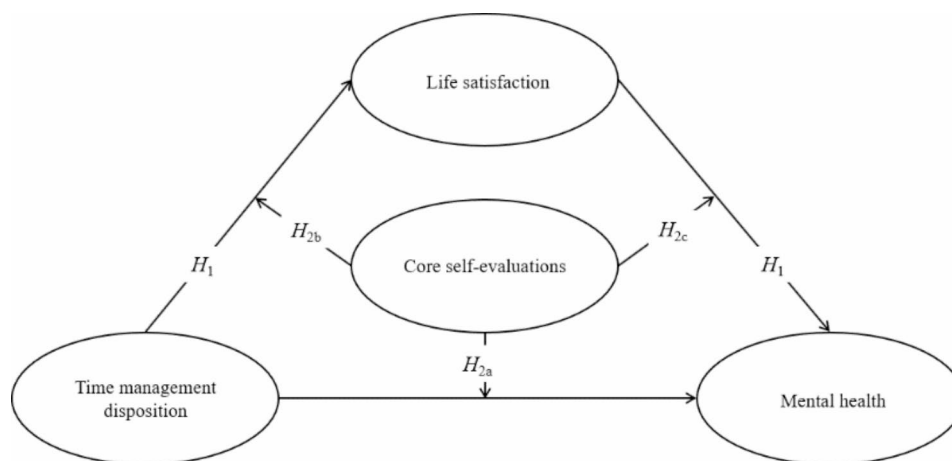 Life satisfaction
H2b
H2c
Core self-evaluations
H1
H1
H2a
Time management
disposition
Mental health